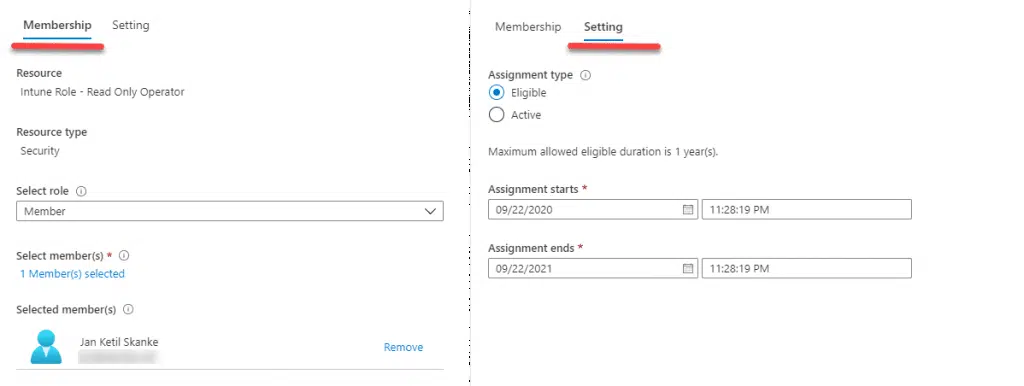 Membership Setting
Resource
Intune Role - Read Only Operator
Resource type
Security
Select role
Member
Select member(s) *
1 Member(s) selected
Selected member(s)
Jan Ketil Skanke
Remove
Membership Setting
Assignment type
Eligible
Active
Maximum allowed eligible duration is 1 year(s).
Assignment starts *
09/22/2020 11:28:19 PM
Assignment ends *
09/22/2021 11:28:19 PM